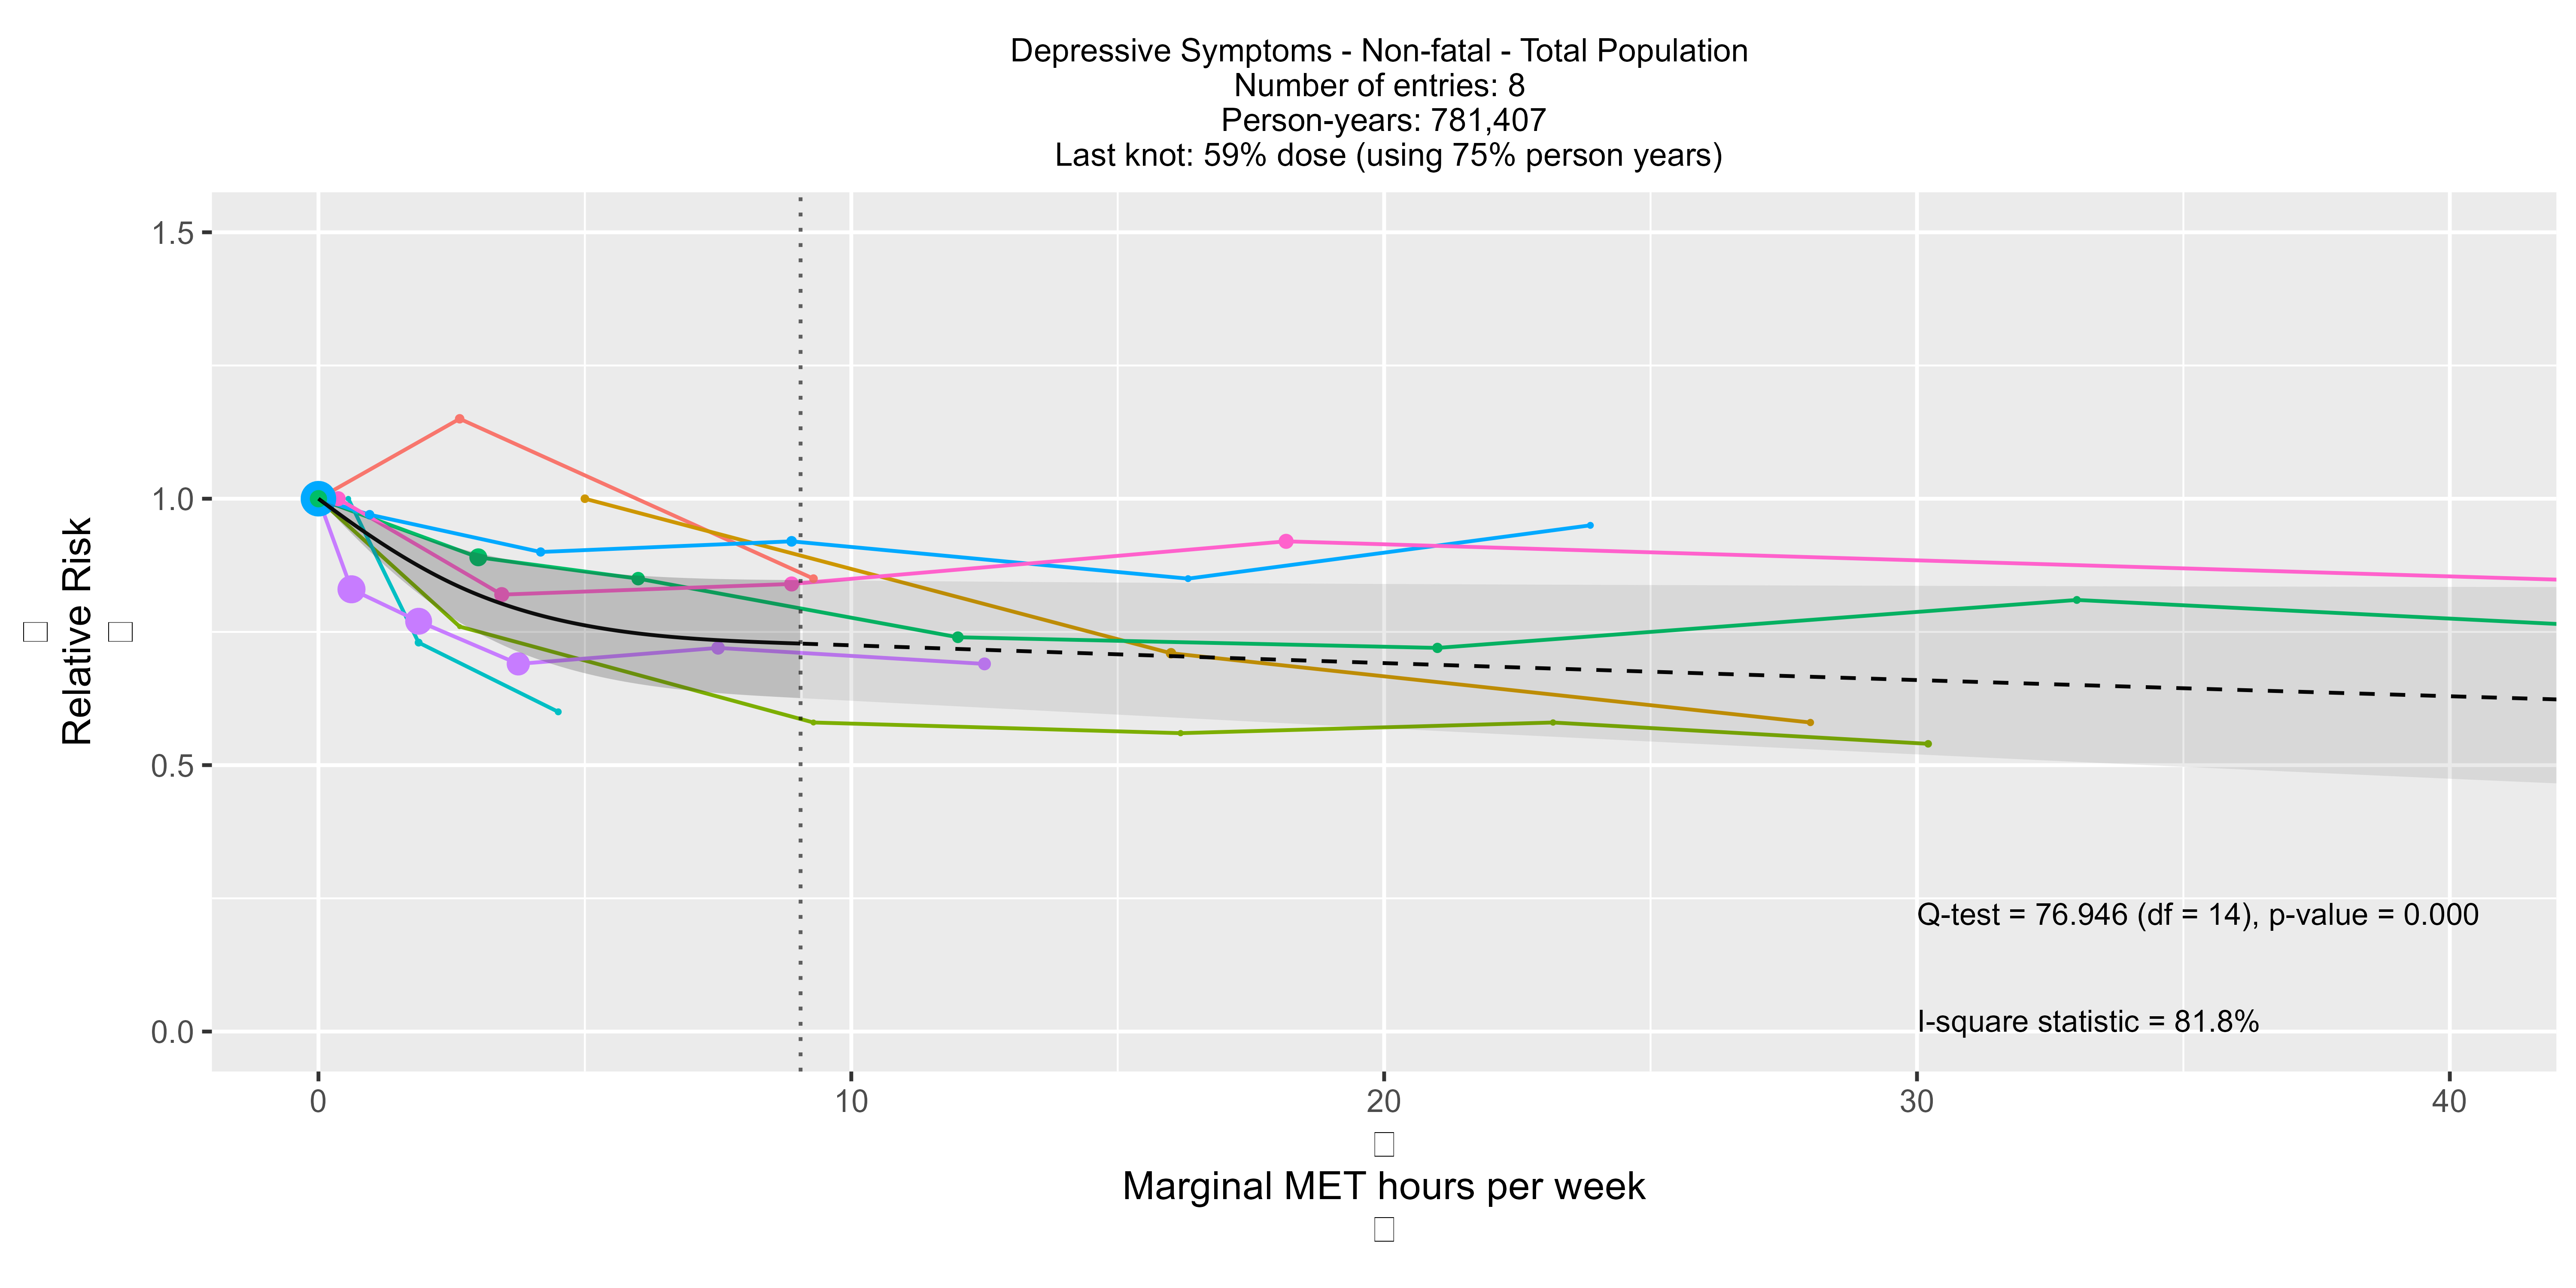 Depressive Symptoms - Non-fatal - Total Population
Number of entries: 8
Person-years: 781,407
Last knot: 59% dose (using 75% person years)
Relative Risk
1.5
1.0
0.5
0.0
Q-test = 76.946 (df = 14), p-value = 0.000
I-square statistic = 81.8%
0 10 20 30 40
Marginal MET hours per week